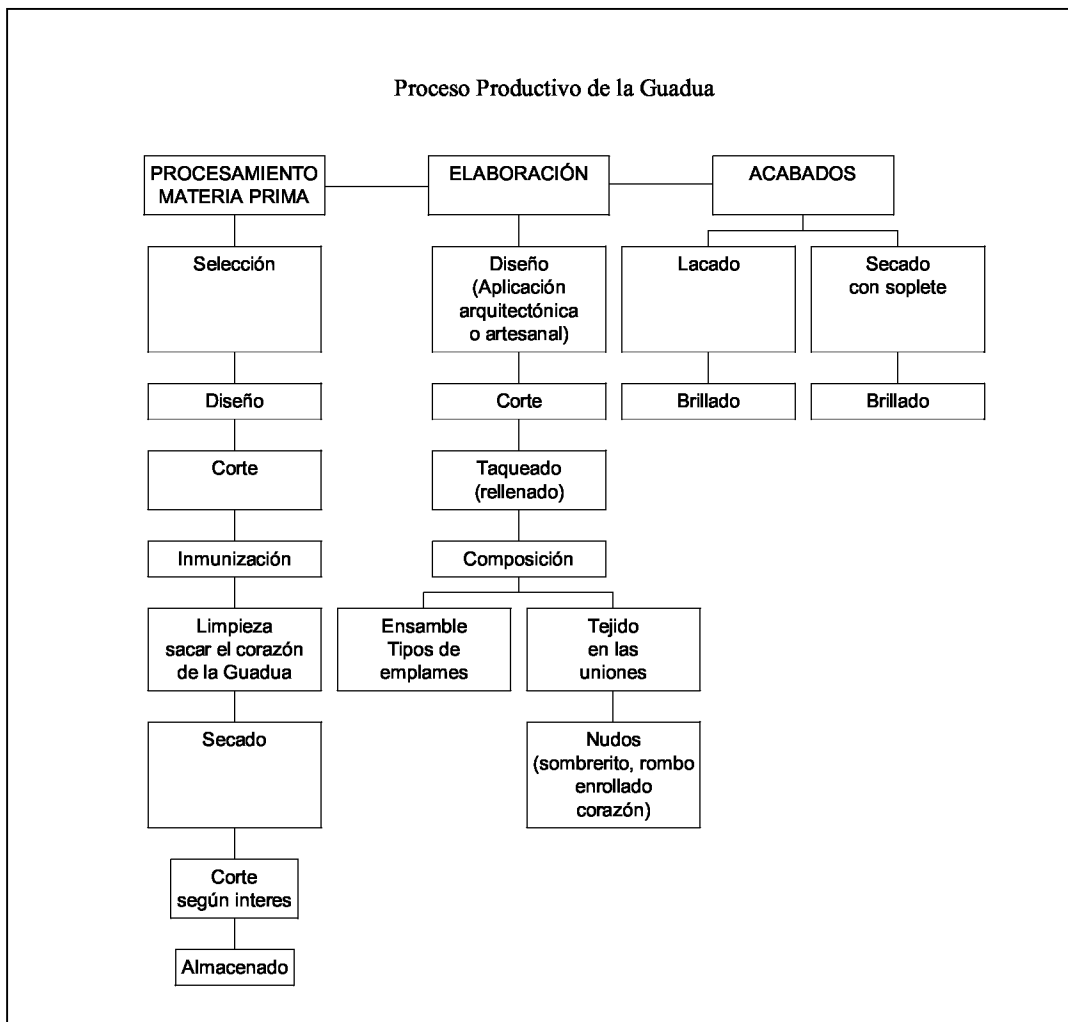 Proceso Productivo de la Guadua
PROCESAMIENTO
MATERIA PRIMA
Selección
Diseño
Corte
Inmunización
Limpieza
sacar el corazón
de la Guadua
Secado
Corte
según interes
Almacenado
ELABORACIÓN
Diseño
(Aplicación
arquitectónica
o artesanal)
Corte
Taqueado
(rellenado)
Composición
Ensamble
Tipos de
emplames
Tejido
en las
uniones
Nudos
(sombrerito, rombo
enrollado
corazón)
ACABADOS
Lacado
Brillado
Secado
con soplete
Brillado